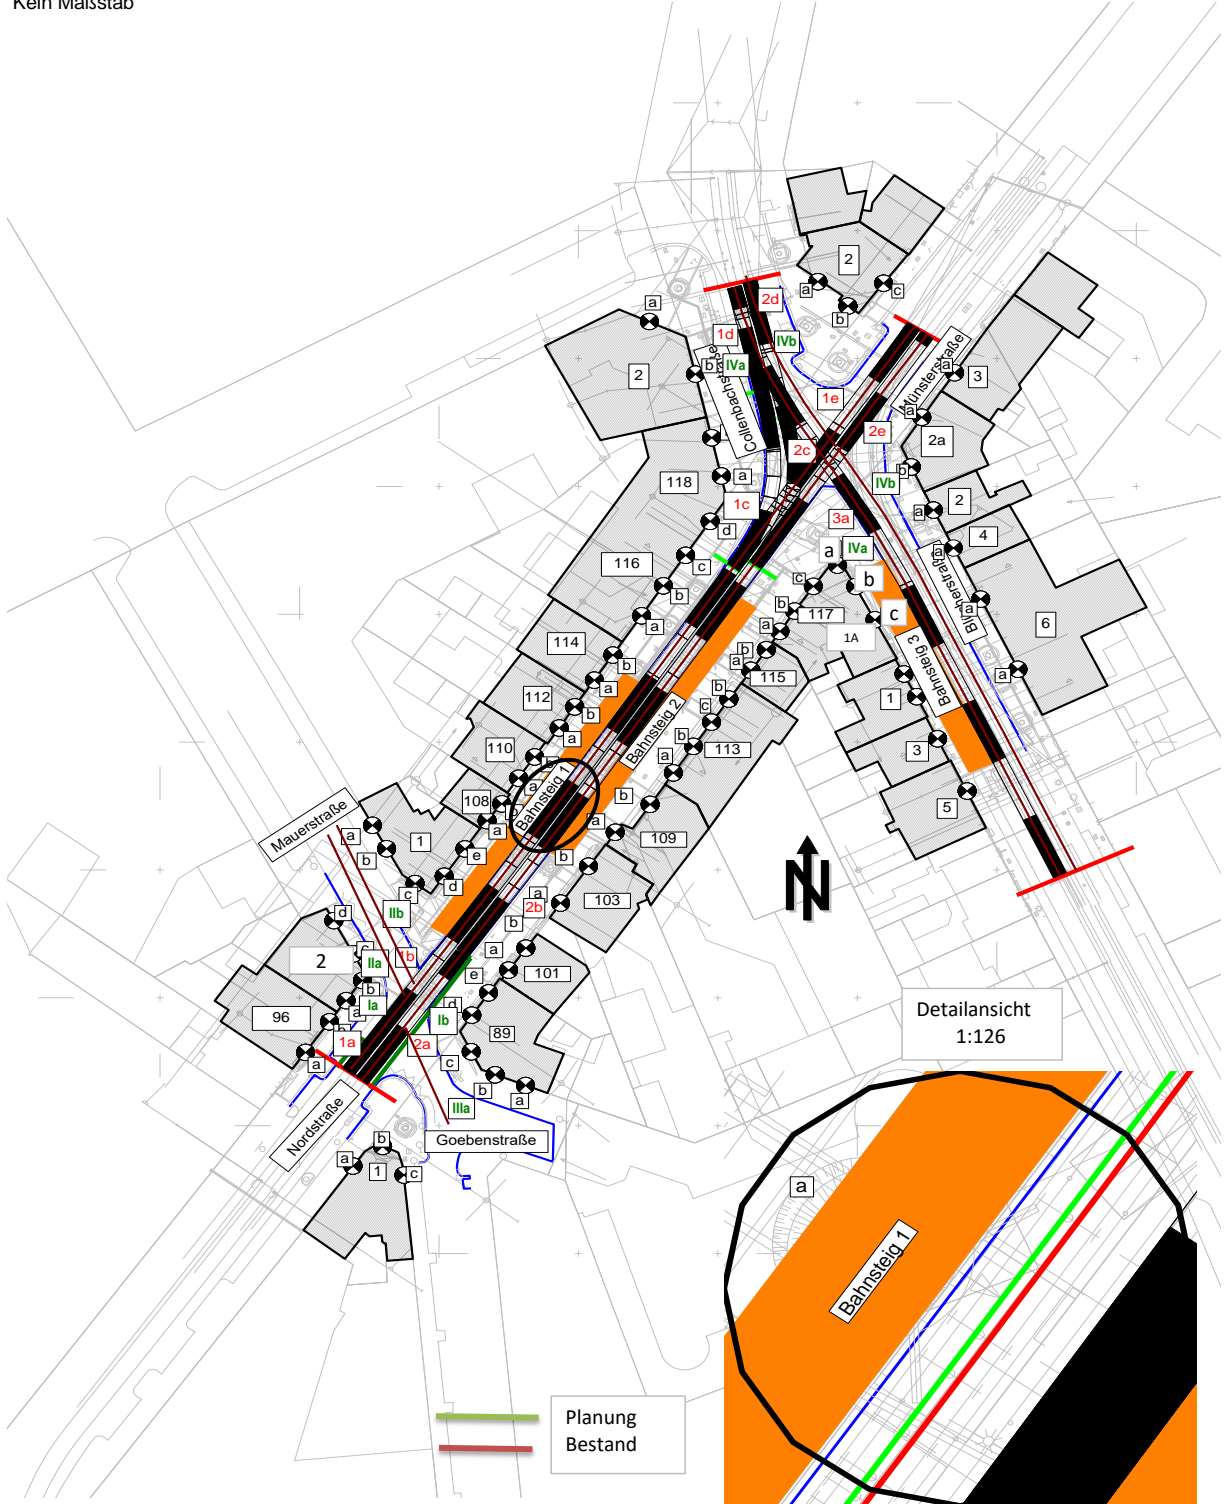 Kein Maßstab
2
a
c
b
a
2d
1d
IVb
IVa
b
2
Collenbachstraße
Münsterstraße
a
3
a
1e
2a
2e
2c
b
IVb
118
a
1c
a
2
d
3a
4
a
IVa
a
116
c
b
b
c
Blücherstraße
a
6
a
b
117
c
a
1A
114
b
b
a
a
115
Bahnsteig 3
1
a
112
b
b
c
Bahnsteig 2
a
110
b
113
3
a
Bahnsteig 1
a
b
5
108
Mauerstraße
a
a
1
a
109
b
e
b
c
d
a
103
IIb
2b
d
b
2
c
IIa
1b
a
e
101
b
Ia
a
d
Ib
96
b
1a
2a
89
a
c
b
a
IIIa
Nordstraße
Goebenstraße
b
a
1
c
N
Detailansicht
1:126
a
Bahnsteig 1
Planung
Bestand